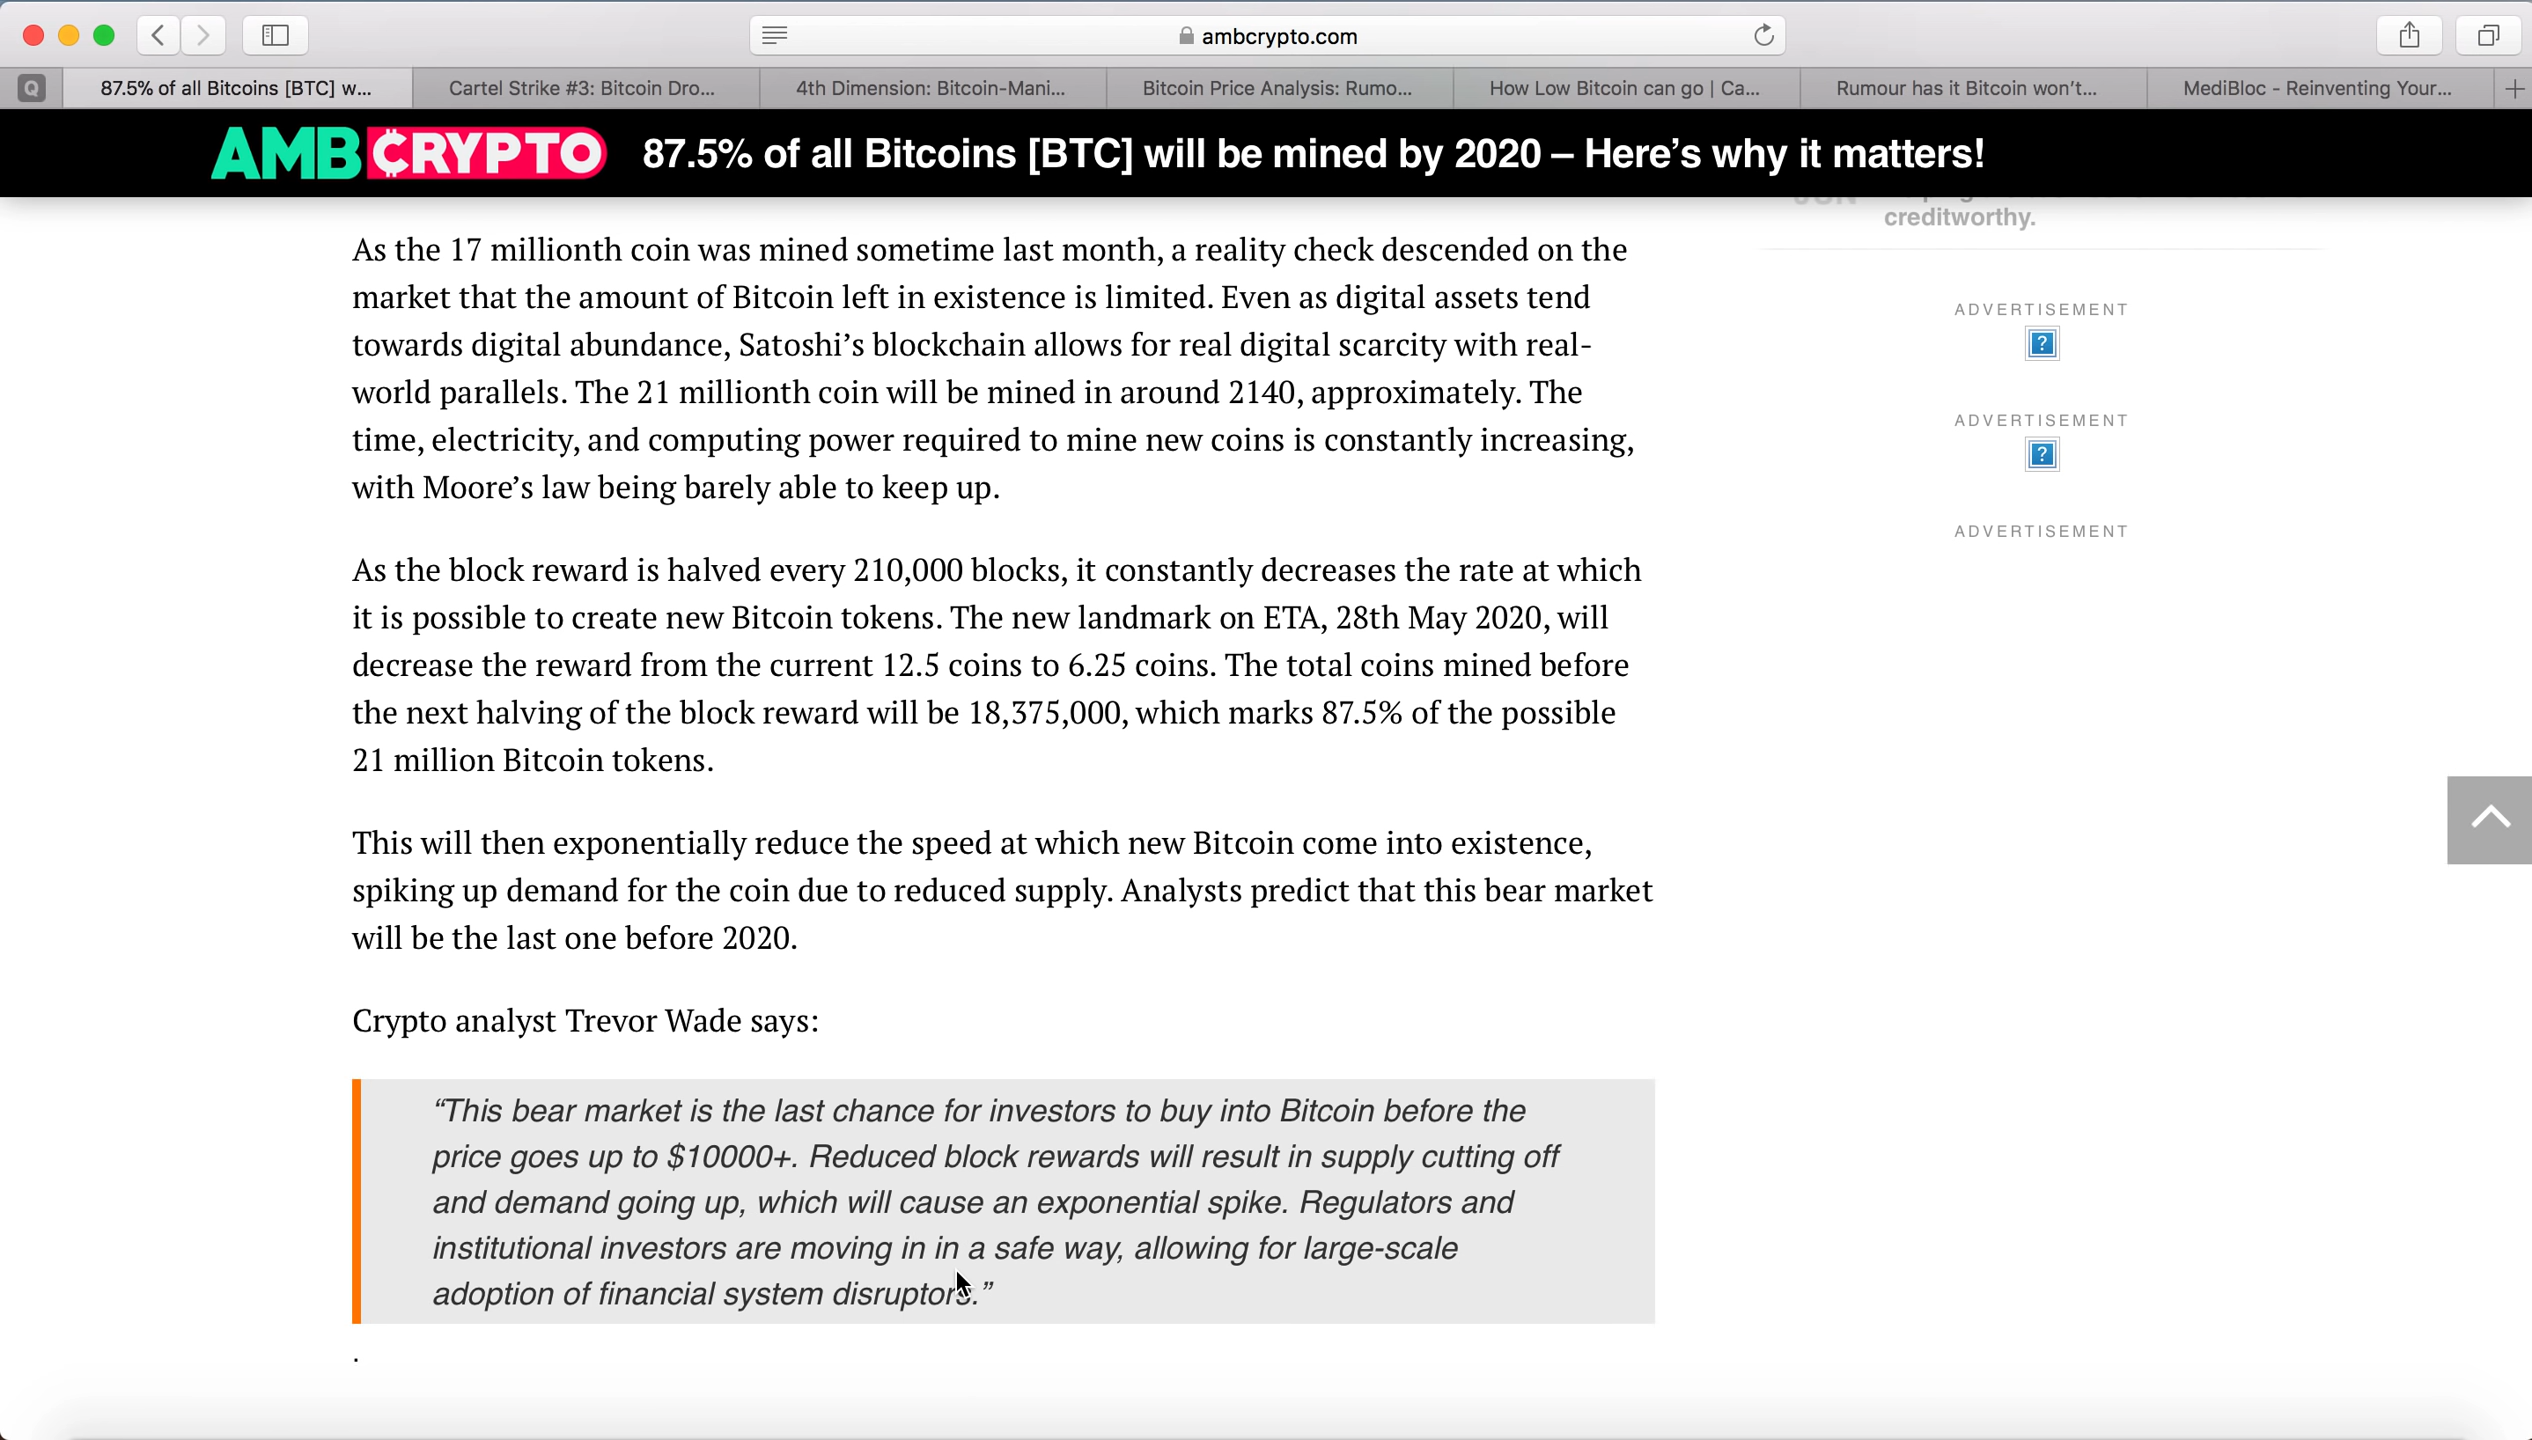 ambcrypto.com
Q
87.5% of all Bitcoins [BTC] w...
Cartel Strike #3: Bitcoin Dro...
4th Dimension: Bitcoin-Mani...
Bitcoin Price Analysis: Rumo...
How Low Bitcoin can go | Ca...
Rumour has it Bitcoin won't...
MediBloc - Reinventing Your...
AMBCRYPTO
87.5% of all Bitcoins [BTC] will be mined by 2020 – Here's why it matters!
creditworthy.
As the 17 millionth coin was mined sometime last month, a reality check descended on the
market that the amount of Bitcoin left in existence is limited. Even as digital assets tend
towards digital abundance, Satoshi's blockchain allows for real digital scarcity with real-
world parallels. The 21 millionth coin will be mined in around 2140, approximately. The
time, electricity, and computing power required to mine new coins is constantly increasing,
with Moore's law being barely able to keep up.
As the block reward is halved every 210,000 blocks, it constantly decreases the rate at which
it is possible to create new Bitcoin tokens. The new landmark on ETA, 28th May 2020, will
decrease the reward from the current 12.5 coins to 6.25 coins. The total coins mined before
the next halving of the block reward will be 18,375,000, which marks 87.5% of the possible
21 million Bitcoin tokens.
This will then exponentially reduce the speed at which new Bitcoin come into existence,
spiking up demand for the coin due to reduced supply. Analysts predict that this bear market
will be the last one before 2020.
Crypto analyst Trevor Wade says:
“This bear market is the last chance for investors to buy into Bitcoin before the
price goes up to $10000+. Reduced block rewards will result in supply cutting off
and demand going up, which will cause an exponential spike. Regulators and
institutional investors are moving in in a safe way, allowing for large-scale
adoption of financial system disruptors.”
.
ADVERTISEMENT
?
ADVERTISEMENT
?
ADVERTISEMENT